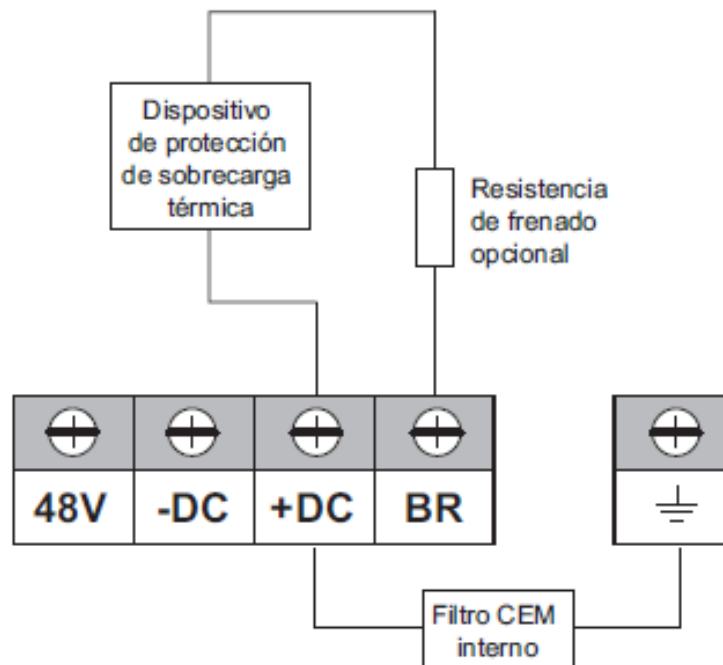 Dispositivo
de protección
de sobrecarga
térmica
Resistencia
de frenado
opcional
48V
-DC
+DC
BR
Filtro CEM
interno